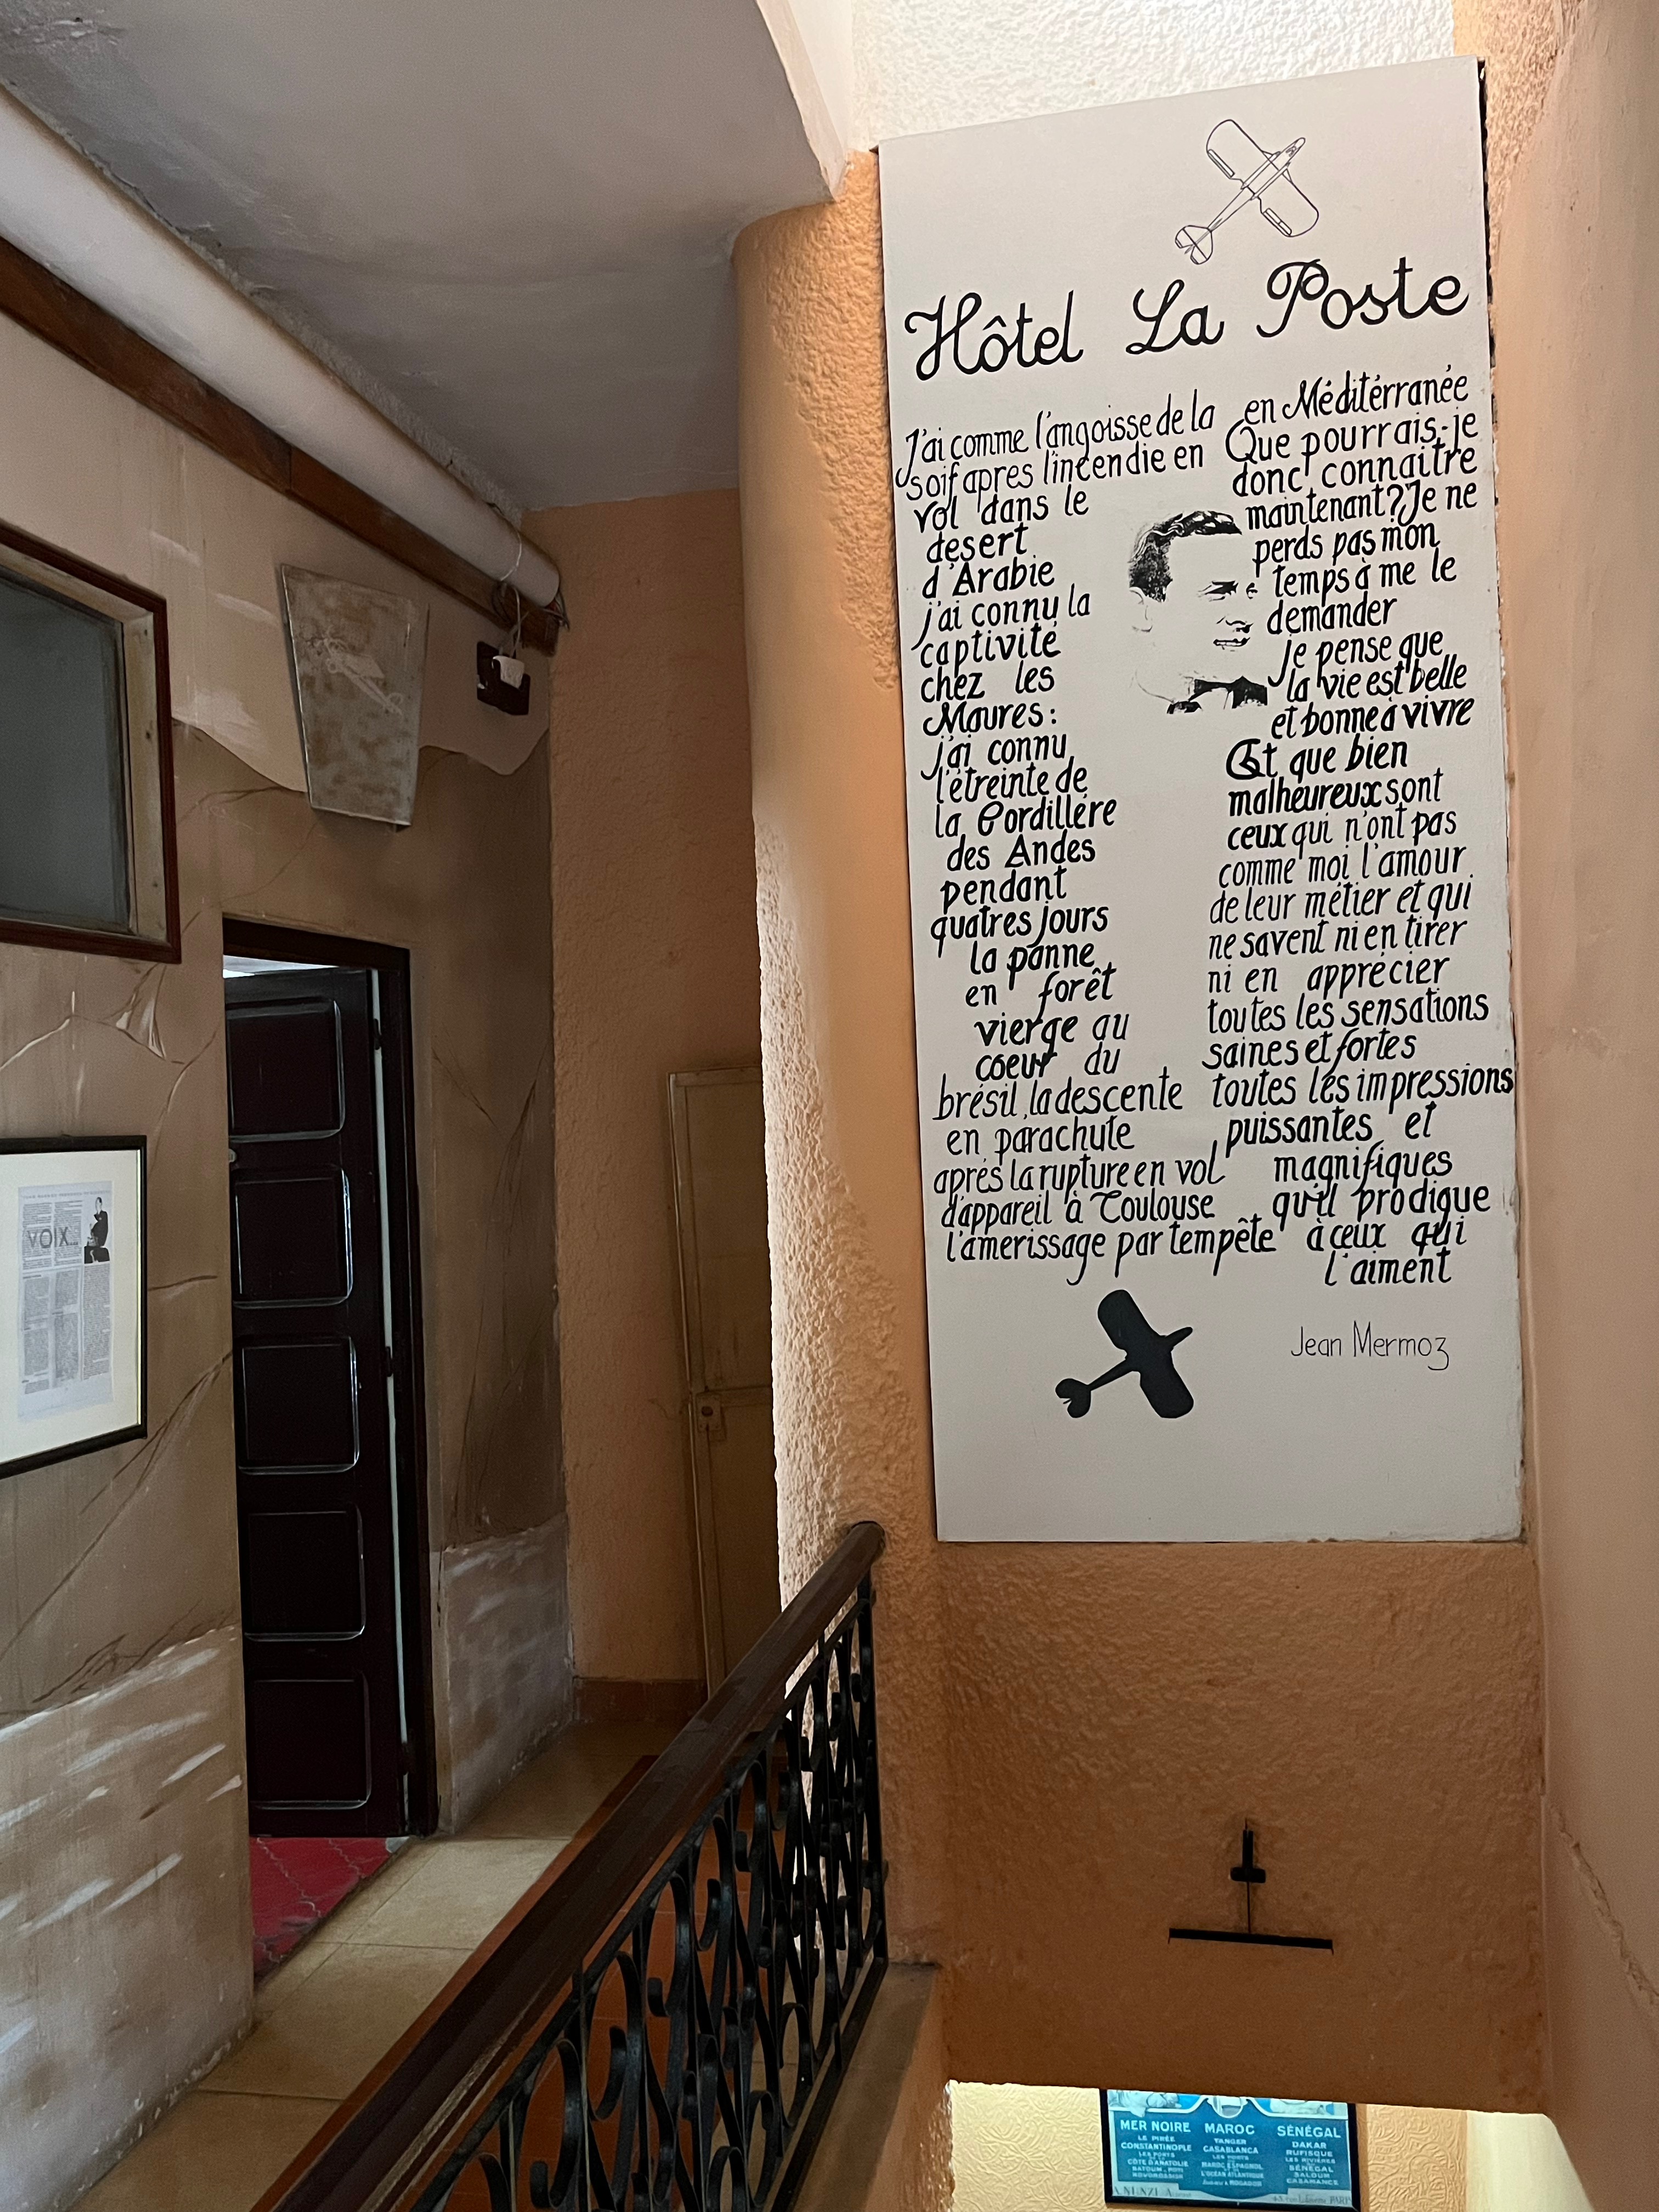 Hôtel La Poste
J'ai comme l'angoisse de la
soif apres l'incendie en
vol dans le
desert
d'Arabie
j'ai connu la
captivité
chez les
Maures:
j'ai connu
l'étreinte de
la Cordillére
des Andes
pendant
quatres jours
la panne
en forêt
vierge au
coeur du
brésil, la descente
en parachute
aprés la rupture en vol
d'appareil à Toulouse
l'amerissage par tempête
en Méditérranée
Que pourrais-je
donc connaitre
maintenant? Je ne
perds pas mon
temps à me le
demander
je pense que
la vie est belle
et bonne à vivre
Et que bien
malheureux sont
ceux qui n'ont pas
comme moi l'amour
de leur métier et qui
ne savent ni en tirer
ni en apprécier
toutes les sensations
saines et fortes
toutes les impressions
puissantes et
magnifiques
qu'il prodigue
à ceux qui
l'aiment
Jean Mermoz
VOIX...
MER NOIRE
LE PIRÉE
CONSTANTINOPLE
LES PORTS
CÔTE D'ANATOLIE
BATOUM, POTI
NOVOROSSISK
MAROC
TANGER
CASABLANCA
LES PORTS
MAROC ESPAGNOL
L'OCÉAN ATLANTIQUE
SÉNÉGAL
DAKAR
RUFISQUE
SÉNÉGAL
SALOUM
CASAMANCE